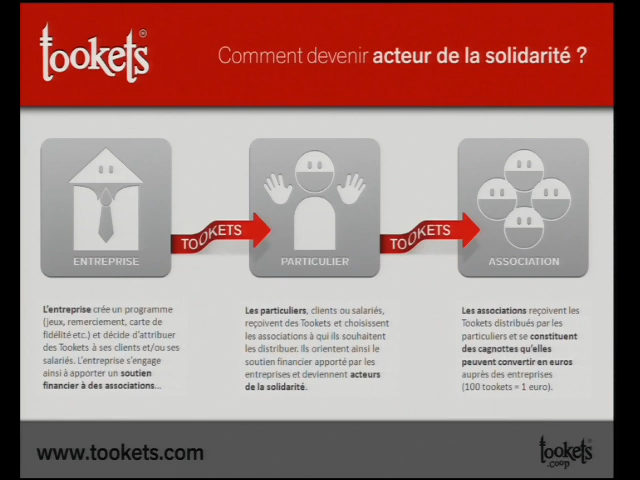 tookets®
Comment devenir acteur de la solidarité ?
ENTREPRISE
TOOKETS
PARTICULIER
TOOKETS
ASSOCIATION
L'entreprise crée un programme
(jeux, remerciement, carte de
fidélité etc.) et décide d'attribuer
des Tookets à ses clients et/ou ses
salariés. L'entreprise s'engage
ainsi à apporter un soutien
financier à des associations...
Les particuliers, clients ou salariés,
reçoivent des Tookets et choisissent
les associations à qui ils souhaitent
les distribuer. Ils orientent ainsi le
soutien financier apporté par les
entreprises et deviennent acteurs
de la solidarité.
Les associations reçoivent les
Tookets distribués par les
particuliers et se constituent
des cagnottes qu'elles
peuvent convertir en euros
auprès des entreprises
(100 tookets = 1 euro).
www.tookets.com
tookets®
.coop